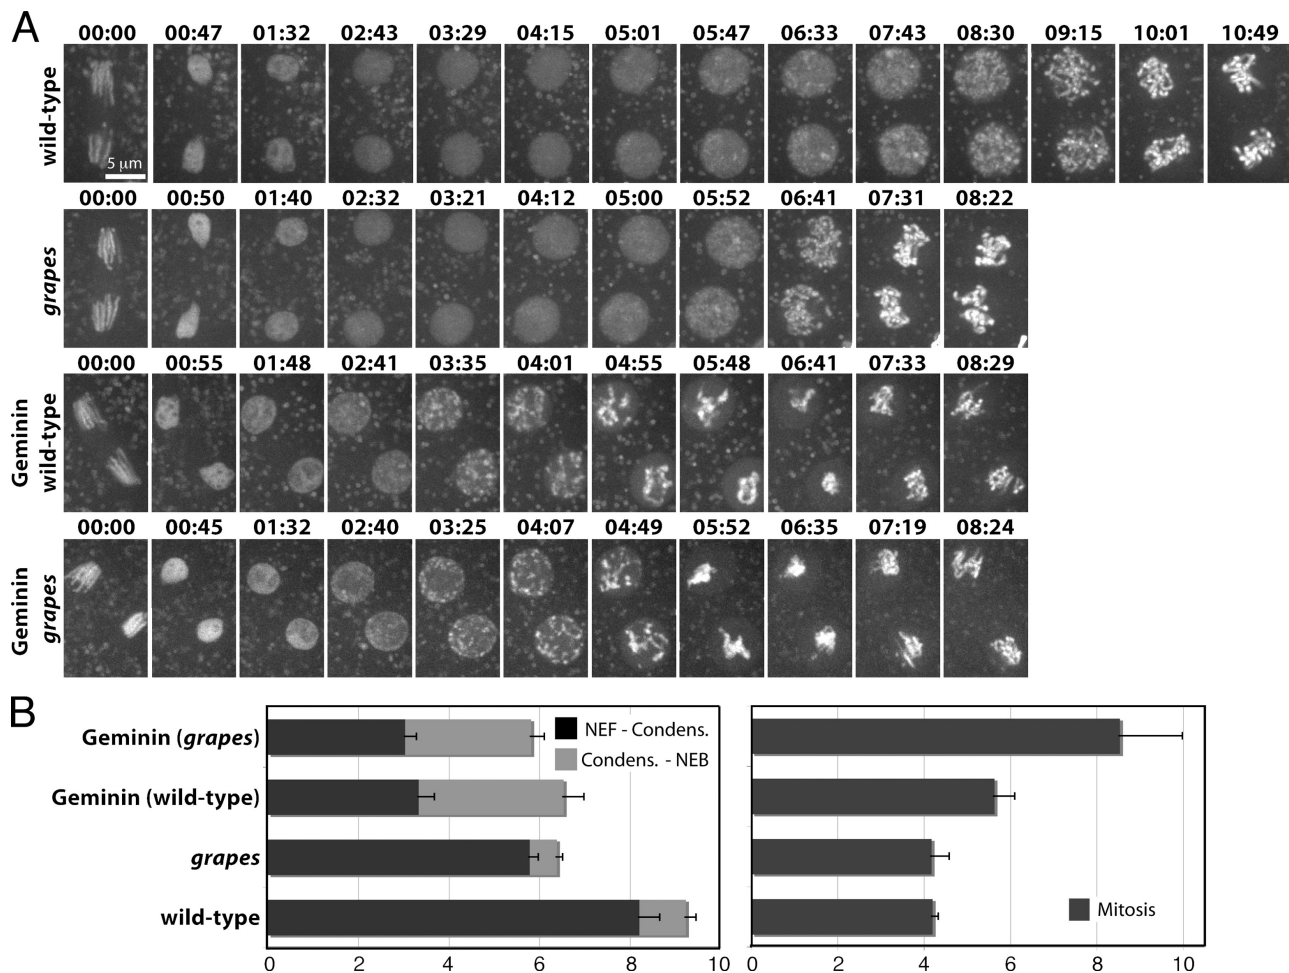 A
00:00 00:47 01:32 02:43 03:29 04:15 05:01 05:47 06:33 07:43 08:30 09:15 10:01 10:49
wild-type
5 µm
00:00 00:50 01:40 02:32 03:21 04:12 05:00 05:52 06:41 07:31 08:22
grapes
00:00 00:55 01:48 02:41 03:35 04:01 04:55 05:48 06:41 07:33 08:29
Geminin
wild-type
00:00 00:45 01:32 02:40 03:25 04:07 04:49 05:52 06:35 07:19 08:24
Geminin
grapes
B
Geminin (grapes)
Geminin (wild-type)
grapes
wild-type
NEF - Condens.
Condens. - NEB
0 2 4 6 8 10
Mitosis
0 2 4 6 8 10